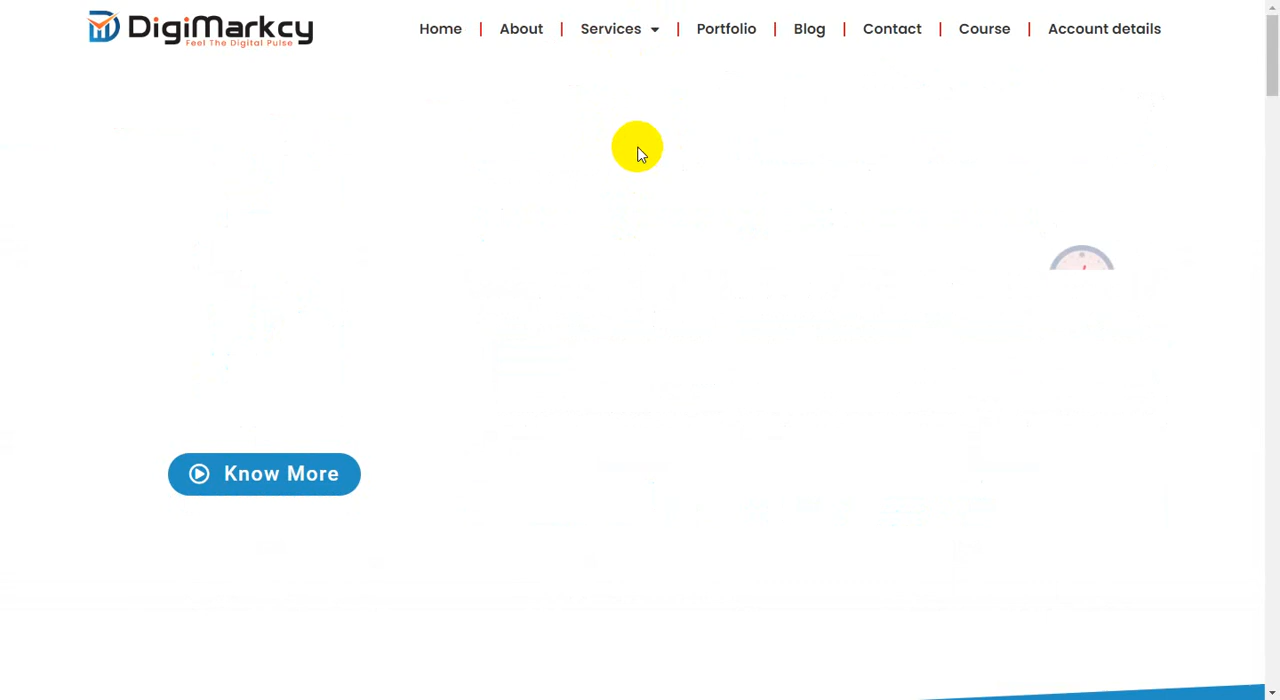 DigiMarkcy
Feel The Digital Pulse
Home
About
Services
Portfolio
Blog
Contact
Course
Account details
Know More